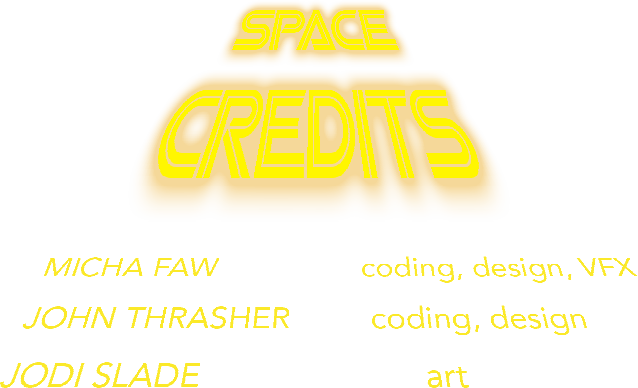 SPACE
CREDITS
MICHA FAW coding, design, VFX
JOHN THRASHER coding, design
JODI SLADE art